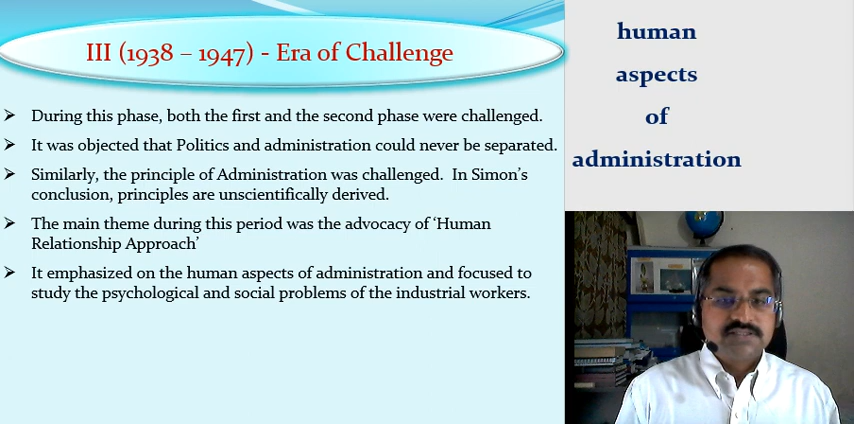 III (1938 – 1947) - Era of Challenge
During this phase, both the first and the second phase were challenged.
It was objected that Politics and administration could never be separated.
Similarly, the principle of Administration was challenged. In Simon's
conclusion, principles are unscientifically derived.
The main theme during this period was the advocacy of 'Human
Relationship Approach'
It emphasized on the human aspects of administration and focused to
study the psychological and social problems of the industrial workers.
human
aspects
of
administration